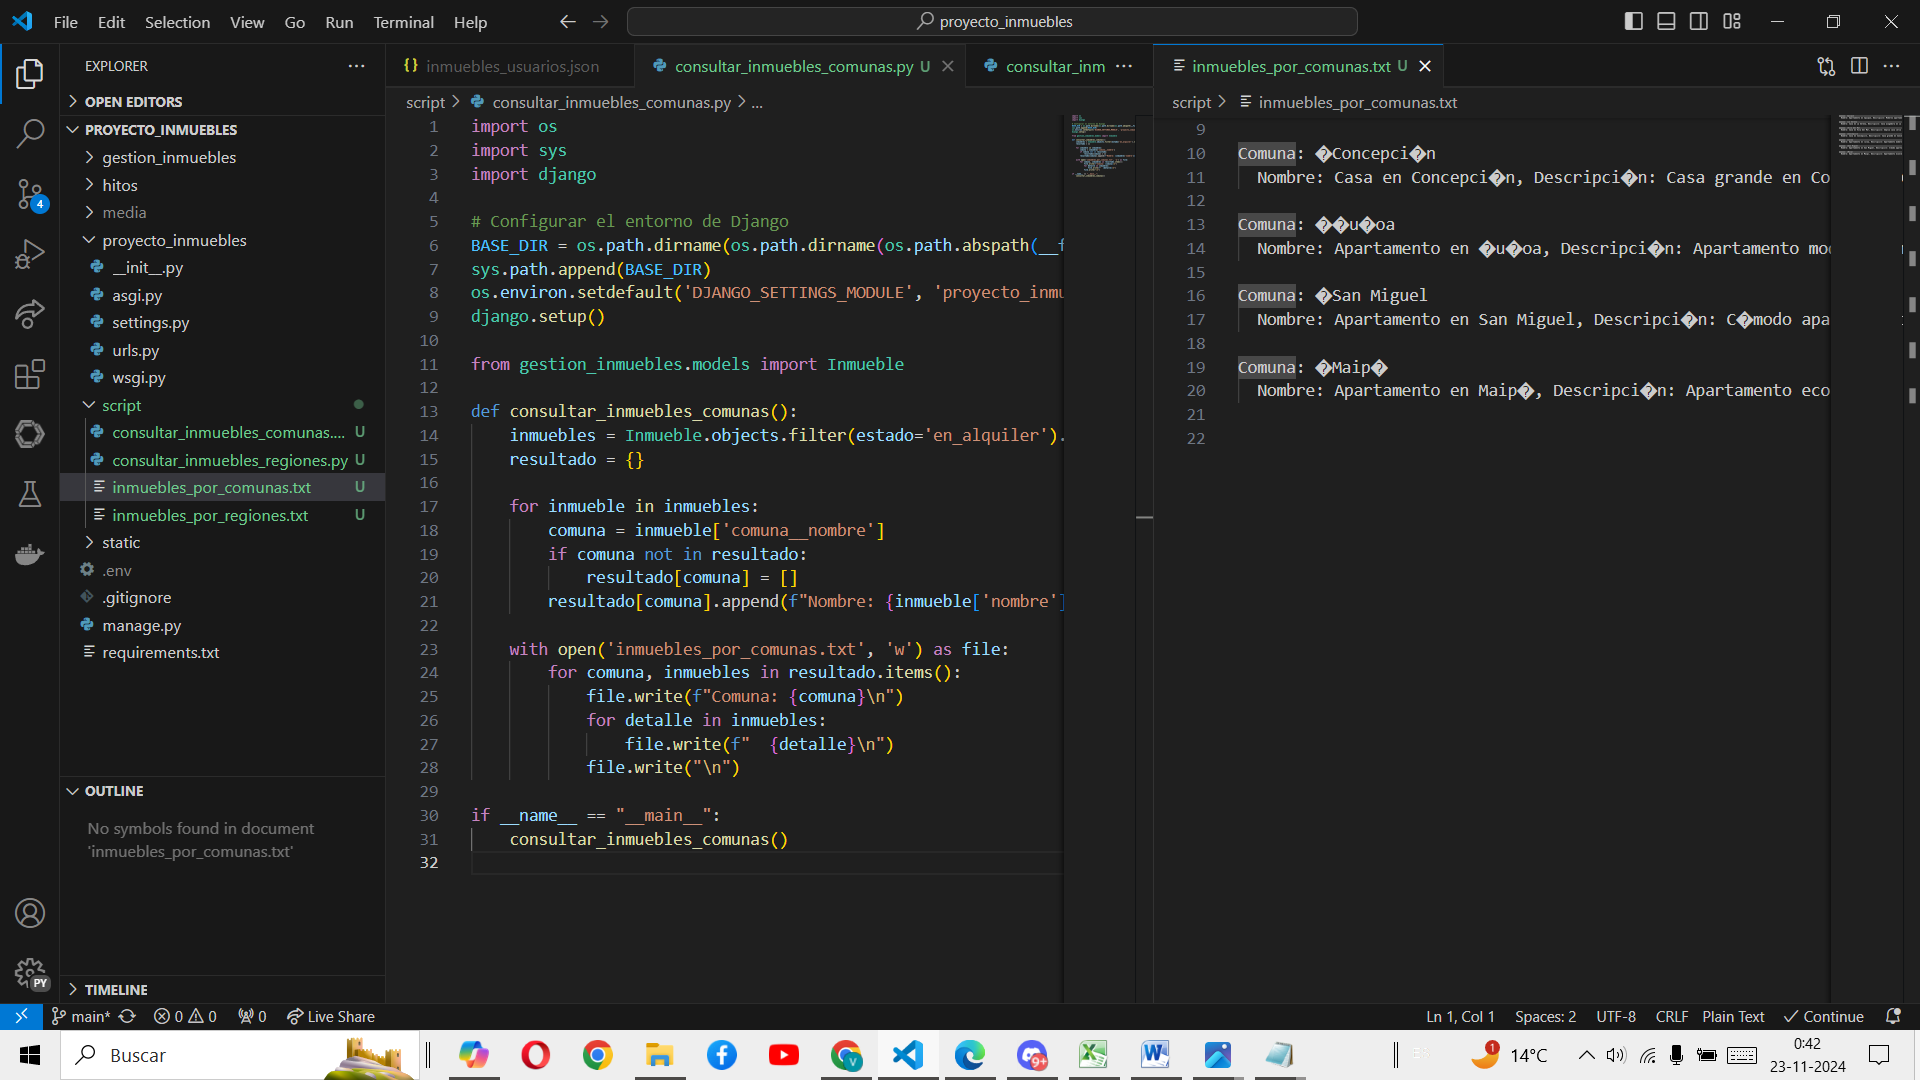 File Edit Selection View Go Run Terminal Help
proyecto_inmuebles
EXPLORER
OPEN EDITORS
PROYECTO_INMUEBLES
gestion_inmuebles
hitos
media
proyecto_inmuebles
__init__.py
asgi.py
settings.py
urls.py
wsgi.py
script
consultar_inmuebles_comunas.... U
consultar_inmuebles_regiones.py U
inmuebles_por_comunas.txt U
inmuebles_por_regiones.txt U
static
.env
.gitignore
manage.py
requirements.txt
OUTLINE
No symbols found in document
'inmuebles_por_comunas.txt'
TIMELINE
4
PY
{} inmuebles_usuarios.json
consultar_inmuebles_comunas.py U
consultar_inm ...
script > consultar_inmuebles_comunas.py > ...
1 import os
2 import sys
3 import django
4
5 # Configurar el entorno de Django
6 BASE_DIR = os.path.dirname(os.path.dirname(os.path.abspath(__f
7 sys.path.append(BASE_DIR)
8 os.environ.setdefault('DJANGO_SETTINGS_MODULE', 'proyecto_inmu
9 django.setup()
10
11 from gestion_inmuebles.models import Inmueble
12
13 def consultar_inmuebles_comunas():
14 inmuebles = Inmueble.objects.filter(estado='en_alquiler').
15 resultado = {}
16
17 for inmueble in inmuebles:
18 comuna = inmueble['comuna__nombre']
19 if comuna not in resultado:
20 resultado[comuna] = []
21 resultado[comuna].append(f"Nombre: {inmueble['nombre']
22
23 with open('inmuebles_por_comunas.txt', 'w') as file:
24 for comuna, inmuebles in resultado.items():
25 file.write(f"Comuna: {comuna}\n")
26 for detalle in inmuebles:
27 file.write(f"  {detalle}\n")
28 file.write("\n")
29
30 if __name__ == "__main__":
31 consultar_inmuebles_comunas()
32
inmuebles_por_comunas.txt U
script > inmuebles_por_comunas.txt
9
10 Comuna: �Concepci�n
11 Nombre: Casa en Concepci�n, Descripci�n: Casa grande en Co
12
13 Comuna: ��u�oa
14 Nombre: Apartamento en �u�oa, Descripci�n: Apartamento mo
15
16 Comuna: �San Miguel
17 Nombre: Apartamento en San Miguel, Descripci�n: C�modo apa
18
19 Comuna: �Maip�
20 Nombre: Apartamento en Maip�, Descripci�n: Apartamento eco
21
22
main* 0 0 0 Live Share
Ln 1, Col 1 Spaces: 2 UTF-8 CRLF Plain Text Continue
Buscar
9+
1
14°C
0:42
23-11-2024